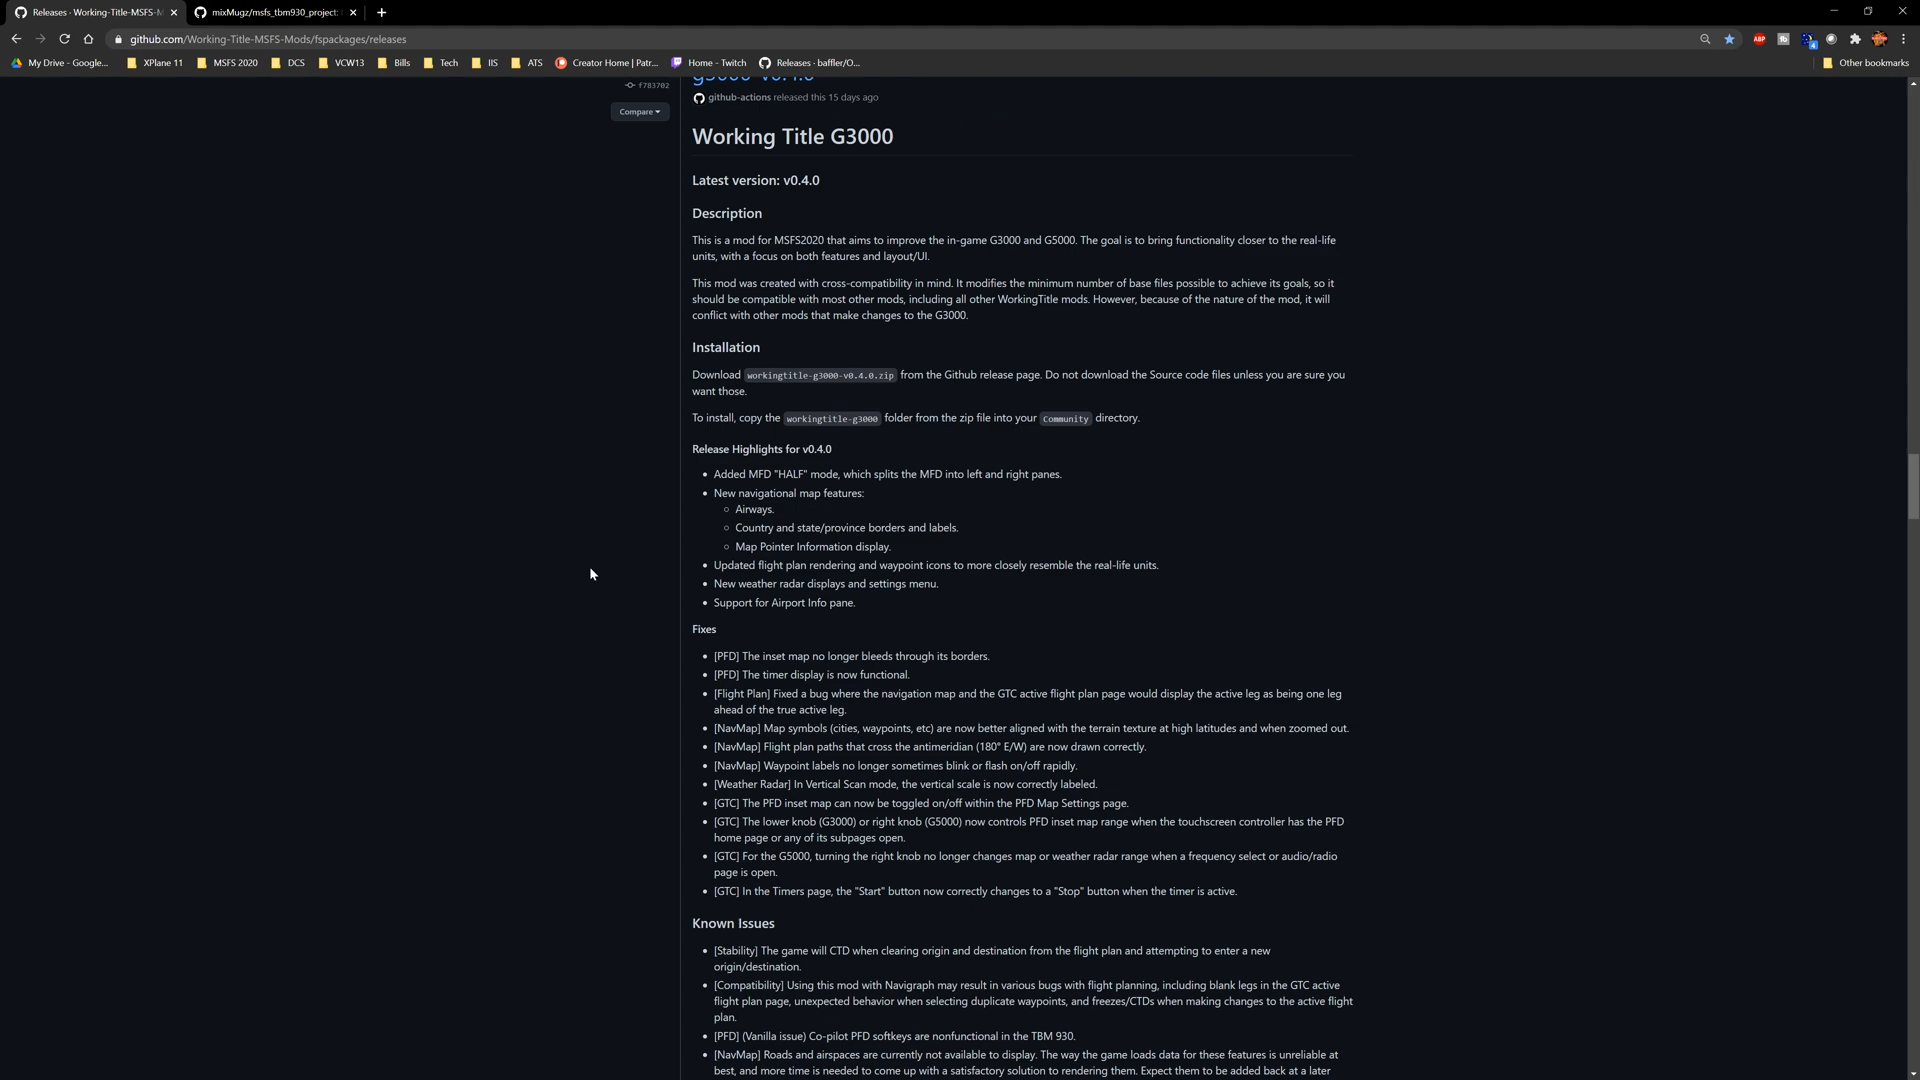 Releases · Working-Title-MSFS-M
mixMugz/msfs_tbm930_project:
github.com/Working-Title-MSFS-Mods/fspackages/releases
ABP
4
My Drive - Google...
XPlane 11
MSFS 2020
DCS
VCW13
Bills
Tech
IIS
ATS
Creator Home | Patr...
Home - Twitch
Releases · baffler/O...
Other bookmarks
g3000-v0.4.0
f783702
github-actions released this 15 days ago
Compare
Working Title G3000
Latest version: v0.4.0
Description
This is a mod for MSFS2020 that aims to improve the in-game G3000 and G5000. The goal is to bring functionality closer to the real-life
units, with a focus on both features and layout/UI.
This mod was created with cross-compatibility in mind. It modifies the minimum number of base files possible to achieve its goals, so it
should be compatible with most other mods, including all other WorkingTitle mods. However, because of the nature of the mod, it will
conflict with other mods that make changes to the G3000.
Installation
Download workingtitle-g3000-v0.4.0.zip from the Github release page. Do not download the Source code files unless you are sure you
want those.
To install, copy the workingtitle-g3000 folder from the zip file into your Community directory.
Release Highlights for v0.4.0
• Added MFD "HALF" mode, which splits the MFD into left and right panes.
• New navigational map features:
○ Airways.
○ Country and state/province borders and labels.
○ Map Pointer Information display.
• Updated flight plan rendering and waypoint icons to more closely resemble the real-life units.
• New weather radar displays and settings menu.
• Support for Airport Info pane.
Fixes
• [PFD] The inset map no longer bleeds through its borders.
• [PFD] The timer display is now functional.
• [Flight Plan] Fixed a bug where the navigation map and the GTC active flight plan page would display the active leg as being one leg
ahead of the true active leg.
• [NavMap] Map symbols (cities, waypoints, etc) are now better aligned with the terrain texture at high latitudes and when zoomed out.
• [NavMap] Flight plan paths that cross the antimeridian (180° E/W) are now drawn correctly.
• [NavMap] Waypoint labels no longer sometimes blink or flash on/off rapidly.
• [Weather Radar] In Vertical Scan mode, the vertical scale is now correctly labeled.
• [GTC] The PFD inset map can now be toggled on/off within the PFD Map Settings page.
• [GTC] The lower knob (G3000) or right knob (G5000) now controls PFD inset map range when the touchscreen controller has the PFD
home page or any of its subpages open.
• [GTC] For the G5000, turning the right knob no longer changes map or weather radar range when a frequency select or audio/radio
page is open.
• [GTC] In the Timers page, the "Start" button now correctly changes to a "Stop" button when the timer is active.
Known Issues
• [Stability] The game will CTD when clearing origin and destination from the flight plan and attempting to enter a new
origin/destination.
• [Compatibility] Using this mod with Navigraph may result in various bugs with flight planning, including blank legs in the GTC active
flight plan page, unexpected behavior when selecting duplicate waypoints, and freezes/CTDs when making changes to the active flight
plan.
• [PFD] (Vanilla issue) Co-pilot PFD softkeys are nonfunctional in the TBM 930.
• [NavMap] Roads and airspaces are currently not available to display. The way the game loads data for these features is unreliable at
best, and more time is needed to come up with a satisfactory solution to rendering them. Expect them to be added back at a later